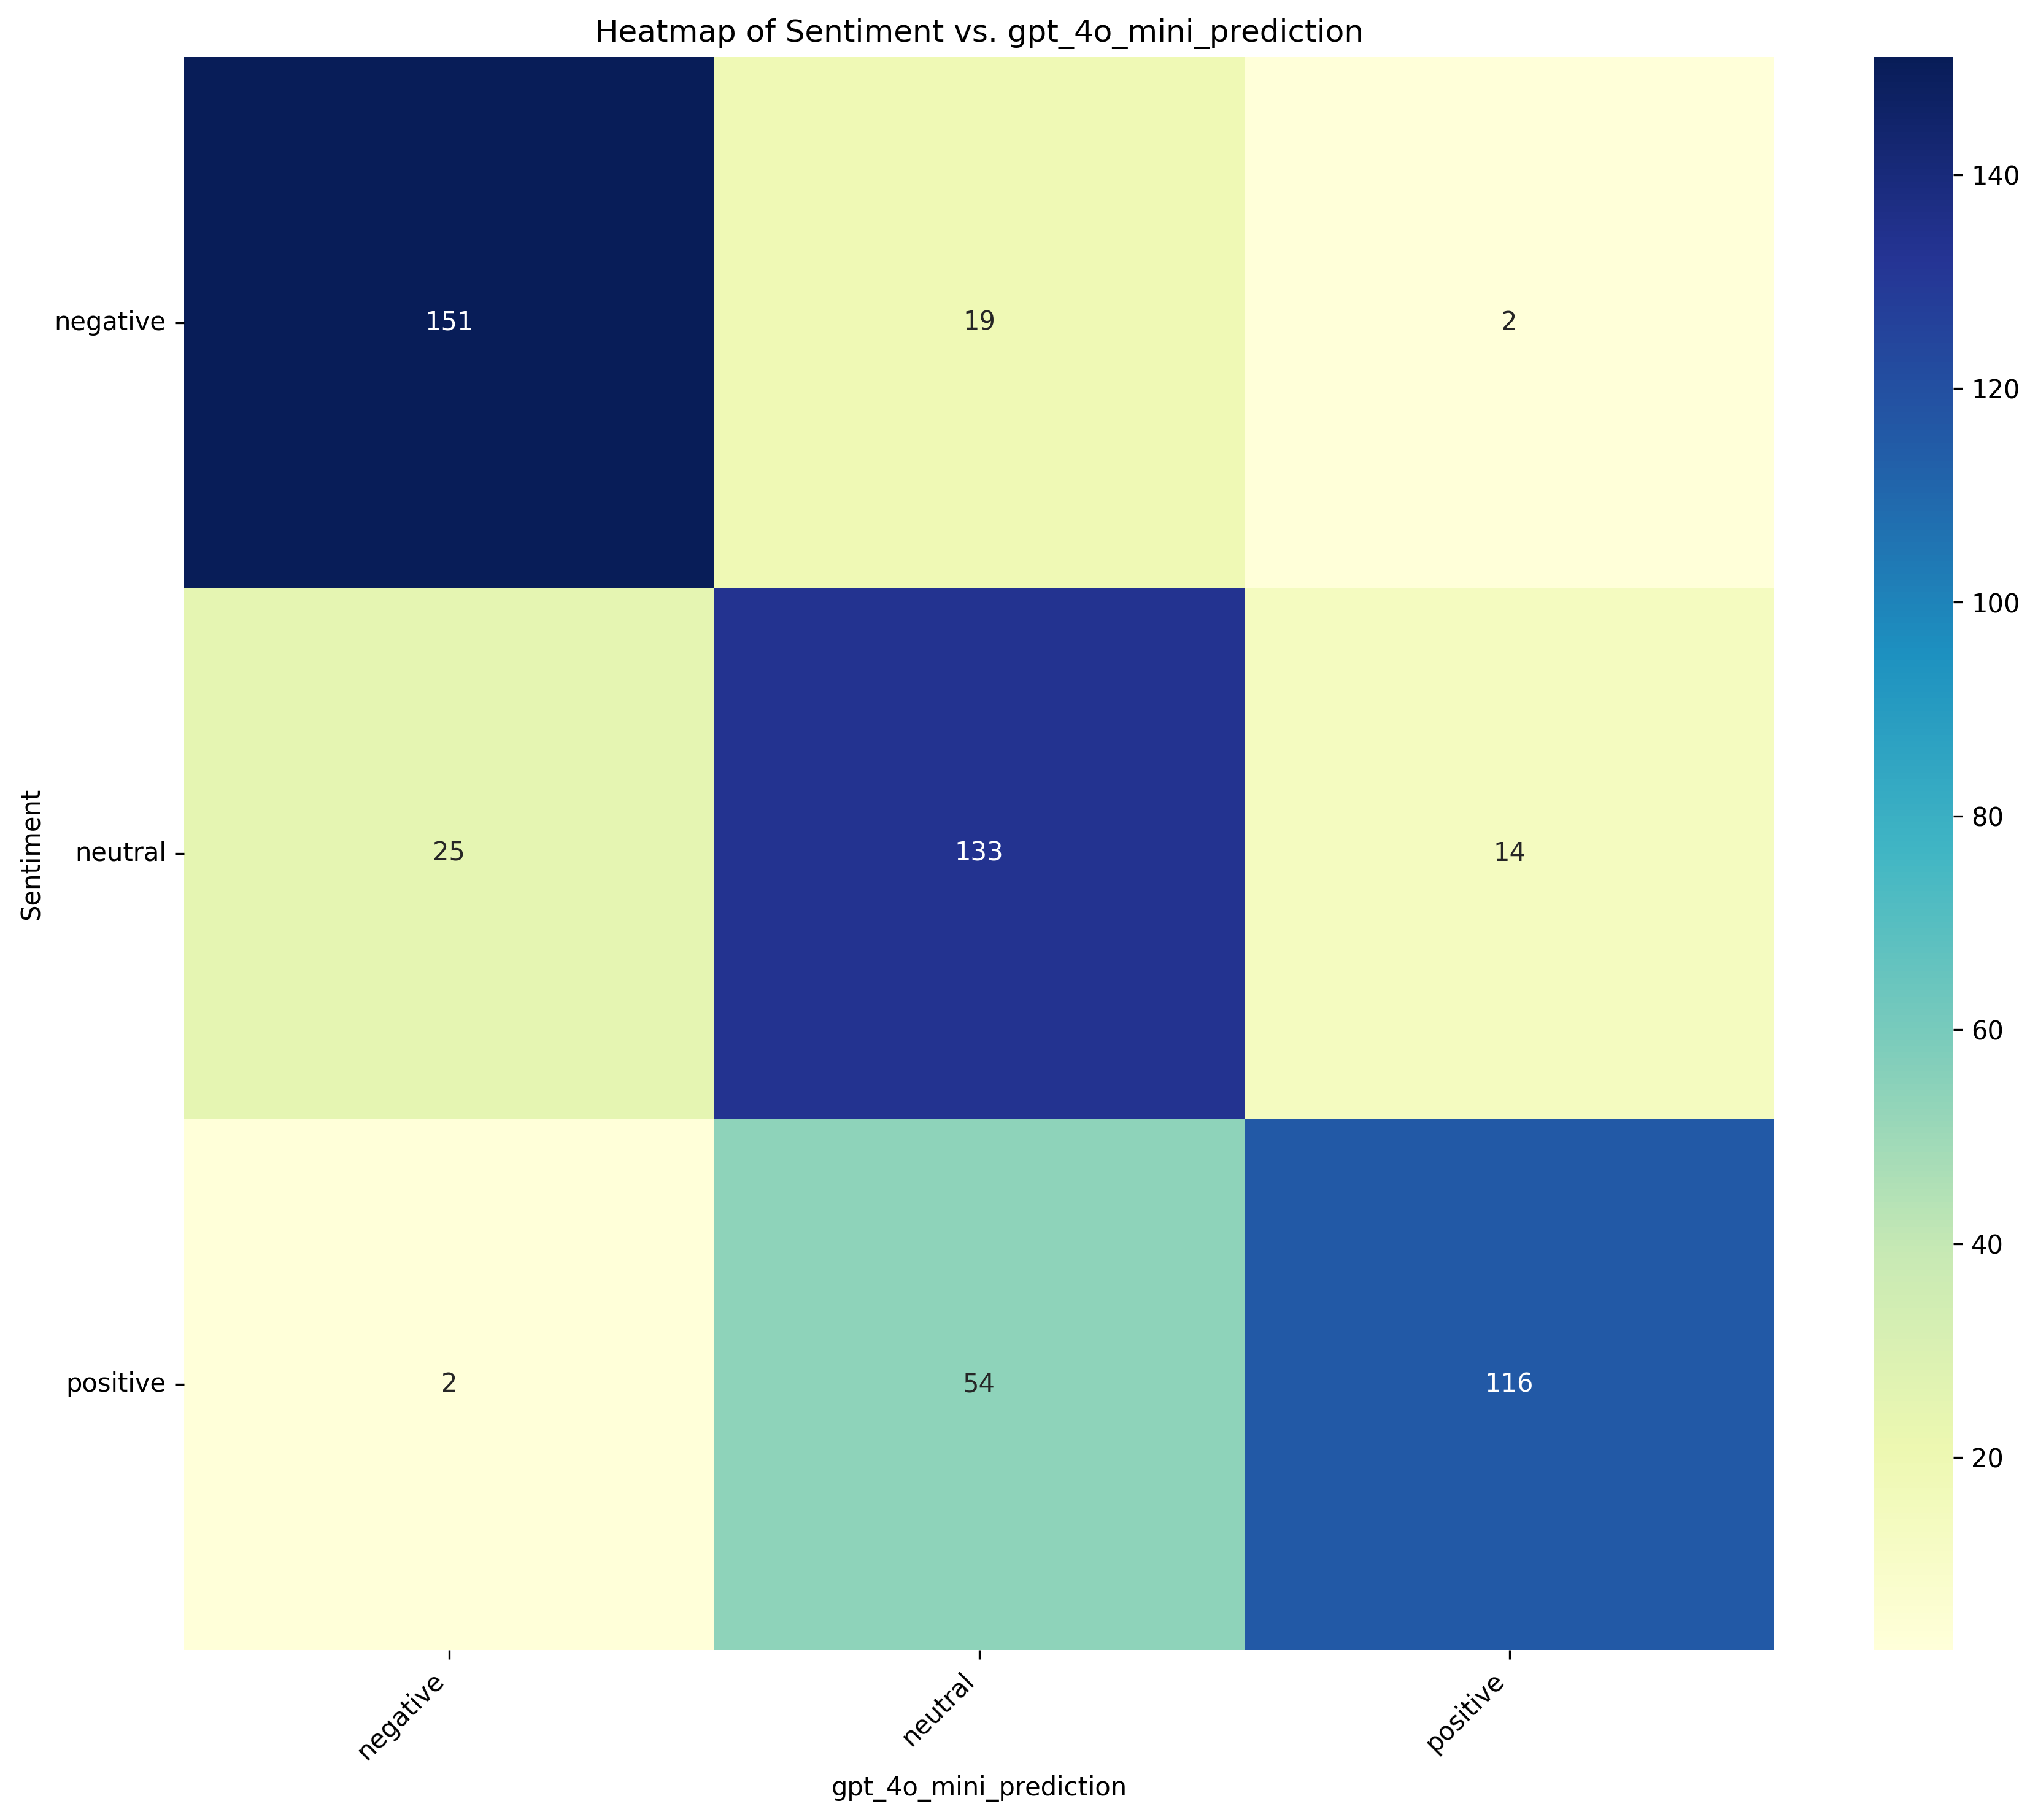 Heatmap of Sentiment vs. gpt_4o_mini_prediction
Sentiment
negative
151
19
2
neutral
25
133
14
positive
2
54
116
negative
neutral
positive
gpt_4o_mini_prediction
140
120
100
80
60
40
20